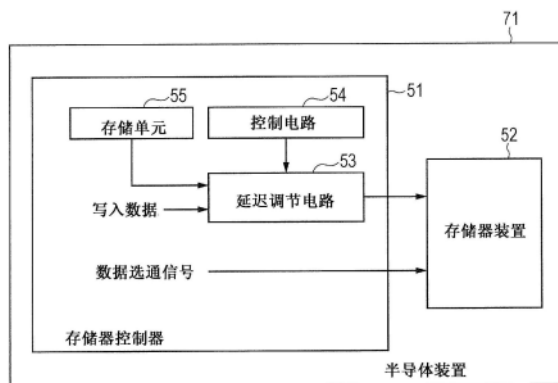 71
55
54
51
存储单元
控制电路
52
53
写入数据
延迟调节电路
存储器装置
数据选通信号
存储器控制器
半导体装置